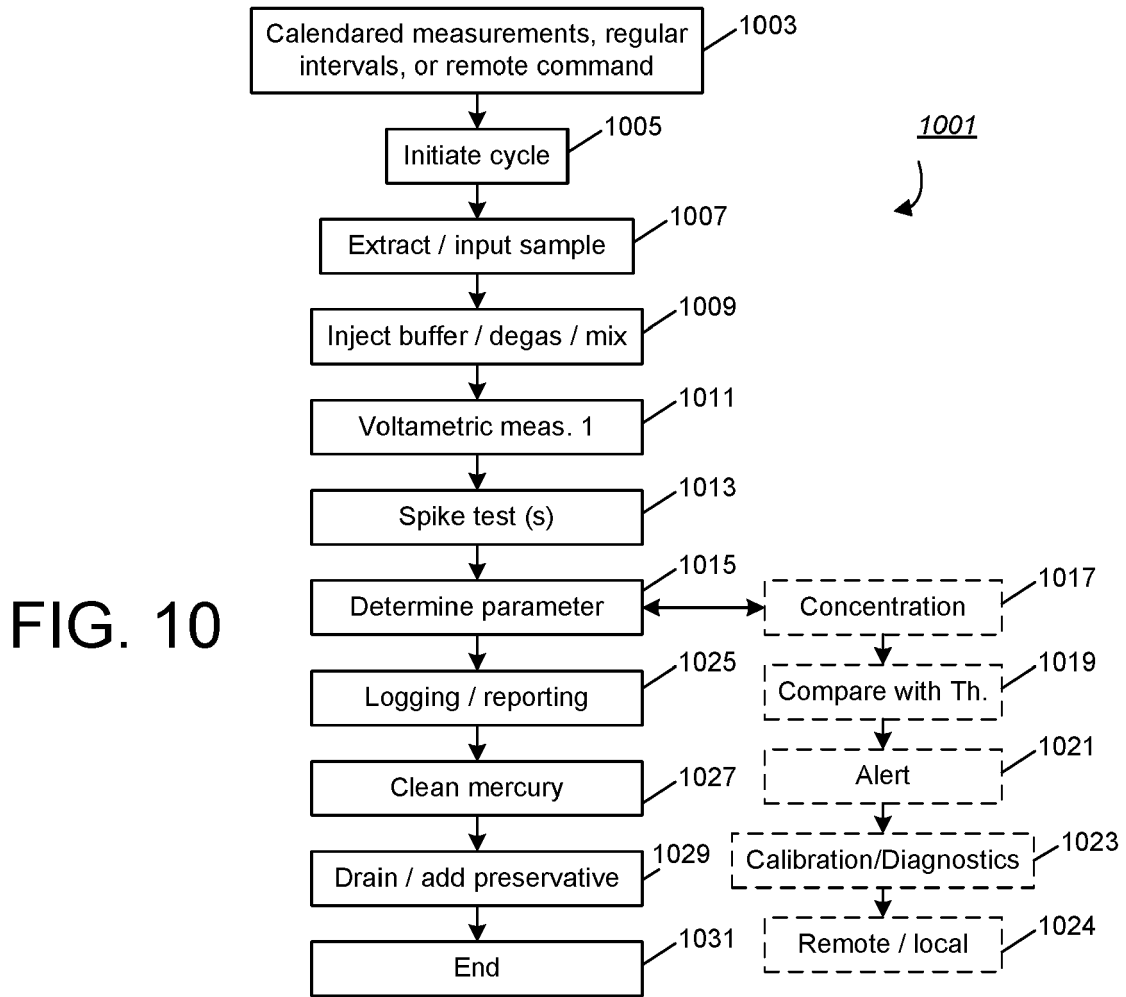 Calendared measurements, regular
intervals, or remote command
1003
1001
Initiate cycle
1005
Extract / input sample
1007
Inject buffer / degas / mix
1009
Voltametric meas. 1
1011
Spike test (s)
1013
FIG. 10
Determine parameter
1015
Concentration
1017
Logging / reporting
1025
Compare with Th.
1019
Clean mercury
1027
Alert
1021
Drain / add preservative
1029
Calibration/Diagnostics
1023
End
1031
Remote / local
1024